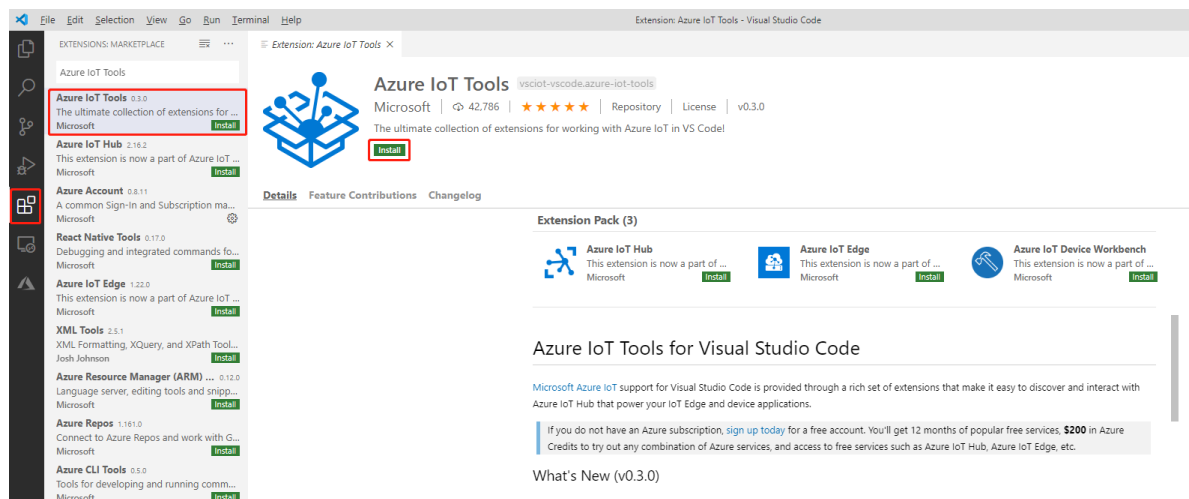 File Edit Selection View Go Run Terminal Help
Extension: Azure IoT Tools - Visual Studio Code
EXTENSIONS: MARKETPLACE
Azure IoT Tools
Azure IoT Tools 0.3.0
The ultimate collection of extensions for ...
Microsoft Install
Azure IoT Hub 2.16.2
This extension is now a part of Azure IoT ...
Microsoft Install
Azure Account 0.8.11
A common Sign-In and Subscription ma...
Microsoft
React Native Tools 0.17.0
Debugging and integrated commands fo...
Microsoft Install
Azure IoT Edge 1.22.0
This extension is now a part of Azure IoT ...
Microsoft Install
XML Tools 2.5.1
XML Formatting, XQuery, and XPath Tool...
Josh Johnson Install
Azure Resource Manager (ARM) ... 0.12.0
Language server, editing tools and snipp...
Microsoft Install
Azure Repos 1.161.0
Connect to Azure Repos and work with G...
Microsoft Install
Azure CLI Tools 0.5.0
Tools for developing and running comm...
Microsoft Install
Extension: Azure IoT Tools
Azure IoT Tools vsciot-vscode.azure-iot-tools
Microsoft 42,786 Repository License v0.3.0
The ultimate collection of extensions for working with Azure IoT in VS Code!
Install
Details Feature Contributions Changelog
Extension Pack (3)
Azure IoT Hub
This extension is now a part of ...
Microsoft Install
Azure IoT Edge
This extension is now a part of ...
Microsoft Install
Azure IoT Device Workbench
This extension is now a part of ...
Microsoft Install
Azure IoT Tools for Visual Studio Code
Microsoft Azure IoT support for Visual Studio Code is provided through a rich set of extensions that make it easy to discover and interact with
Azure IoT Hub that power your IoT Edge and device applications.
If you do not have an Azure subscription, sign up today for a free account. You'll get 12 months of popular free services, $200 in Azure
Credits to try out any combination of Azure services, and access to free services such as Azure IoT Hub, Azure IoT Edge, etc.
What's New (v0.3.0)